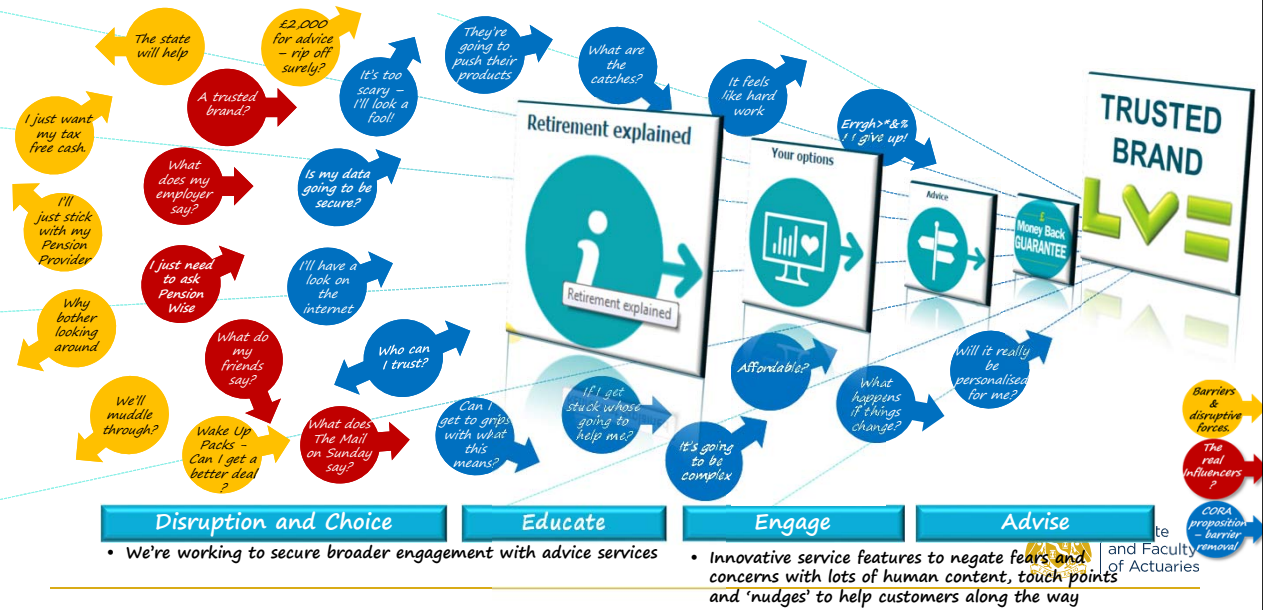 The state
will help
£2,000
for advice
– rip off
surely?
It's too
scary –
I'll look a
fool!
They're
going to
push their
products
What are
the
catches?
It feels
like hard
work
Errgh>*&%
! I give up!
A trusted
brand?
I just want
my tax
free cash.
What
does my
employer
say?
Is my data
going to be
secure?
I'll
just stick
with my
Pension
Provider
I just need
to ask
Pension
Wise
I'll have a
look on
the
internet
Why
bother
looking
around
What do
my
friends
say?
Who can
I trust?
We'll
muddle
through?
Wake Up
Packs –
Can I get a
better deal
?
What does
The Mail
on Sunday
say?
Can I
get to grips
with what
this
means?
If I get
stuck whose
going to
help me?
It's going
to be
complex
Affordable?
What
happens
if things
change?
Will it really
be
personalised
for me?
Retirement explained
Retirement explained
Your options
Advice
£
Money Back
GUARANTEE
TRUSTED
BRAND
LV=
Barriers
&
disruptive
forces.
The
real
Influencers
?
CORA
proposition
– barrier
removal
Disruption and Choice
Educate
Engage
Advise
• We're working to secure broader engagement with advice services
• Innovative service features to negate fears and
concerns with lots of human content, touch points
and 'nudges' to help customers along the way
and Faculty
of Actuaries